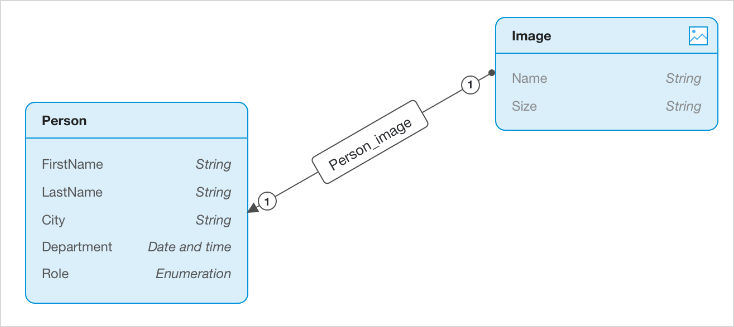 Image
Name String
Size String
1
Person_image
1
Person
FirstName String
LastName String
City String
Department Date and time
Role Enumeration